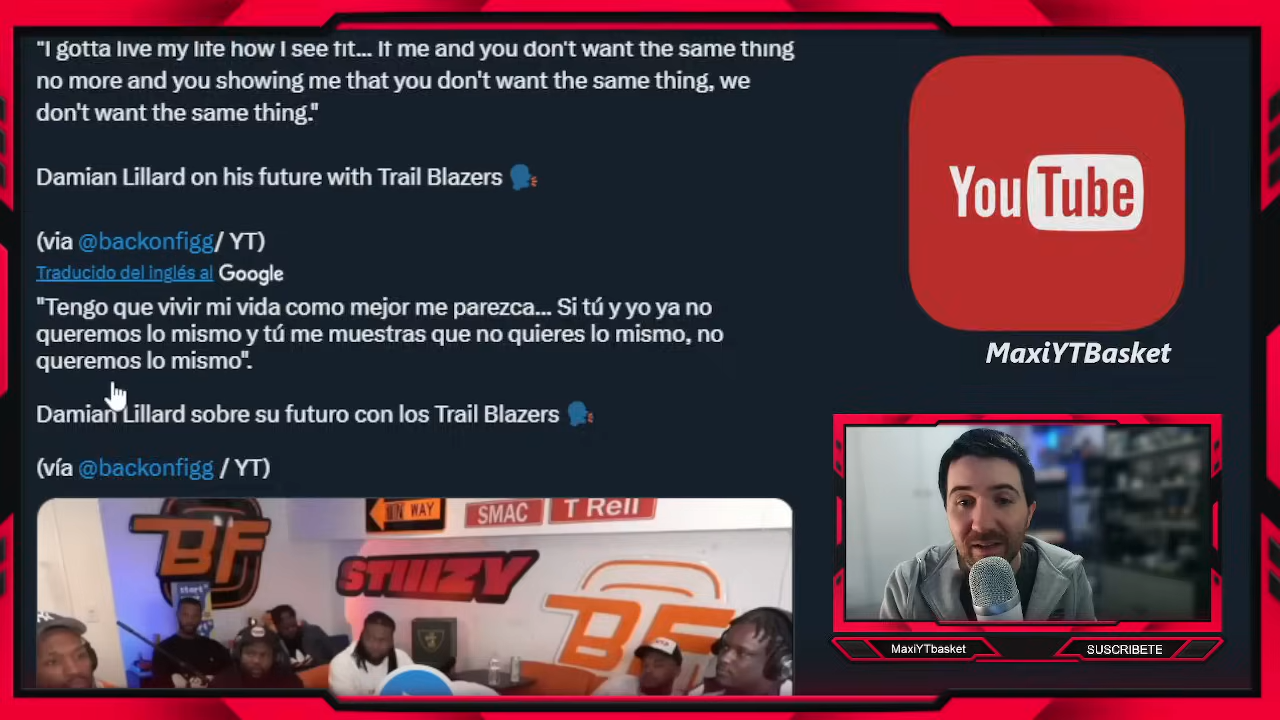 "I gotta live my life how I see fit... If me and you don't want the same thing
no more and you showing me that you don't want the same thing, we
don't want the same thing."
Damian Lillard on his future with Trail Blazers
(via @backonfigg/ YT)
Traducido del inglés al Google
"Tengo que vivir mi vida como mejor me parezca... Si tú y yo ya no
queremos lo mismo y tú me muestras que no quieres lo mismo, no
queremos lo mismo".
Damian Lillard sobre su futuro con los Trail Blazers
(vía @backonfigg / YT)
WAY
SMAC
T Rell
BF
STIIIZY
BF
YouTube
MaxiYTBasket
MaxiYTbasket
SUSCRIBETE